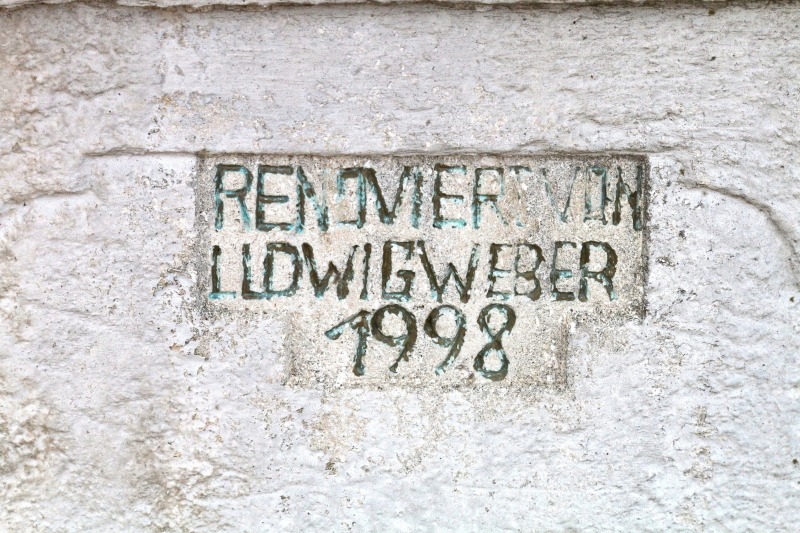 RENOVIERT VON
LUDWIG WEBER
1998